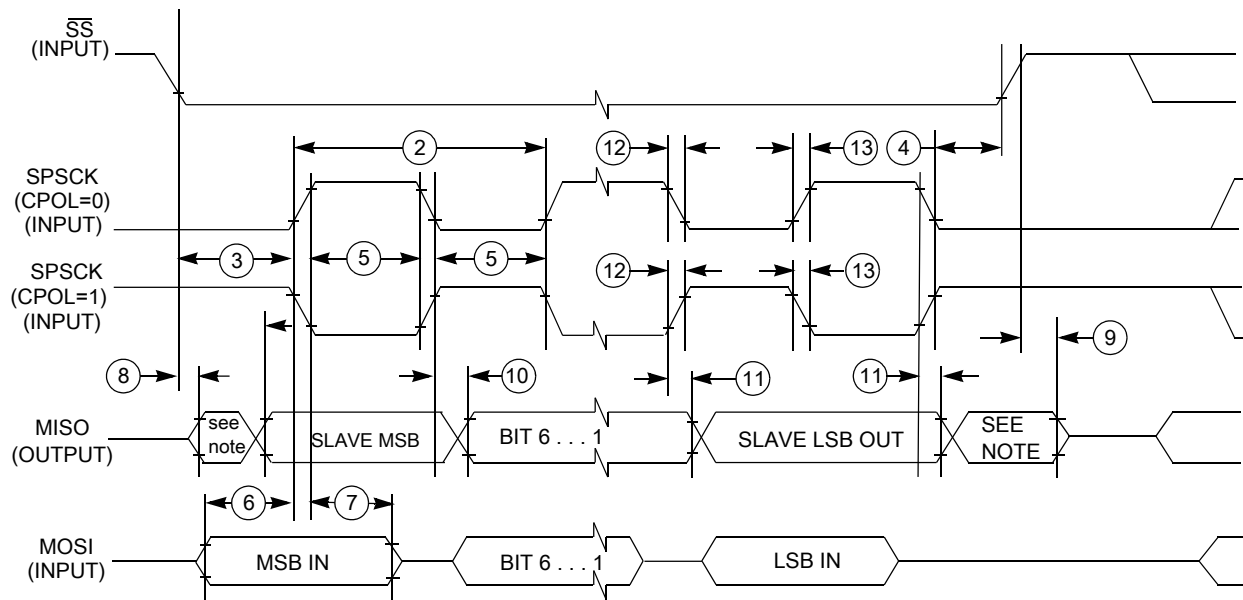 SS
(INPUT)
2
12
13
4
SPSCK
(CPOL=0)
(INPUT)
3
5
5
12
13
SPSCK
(CPOL=1)
(INPUT)
8
10
11
11
9
MISO
(OUTPUT)
see
note
SLAVE MSB
BIT 6 . . . 1
SLAVE LSB OUT
SEE
NOTE
6
7
MOSI
(INPUT)
MSB IN
BIT 6 . . . 1
LSB IN